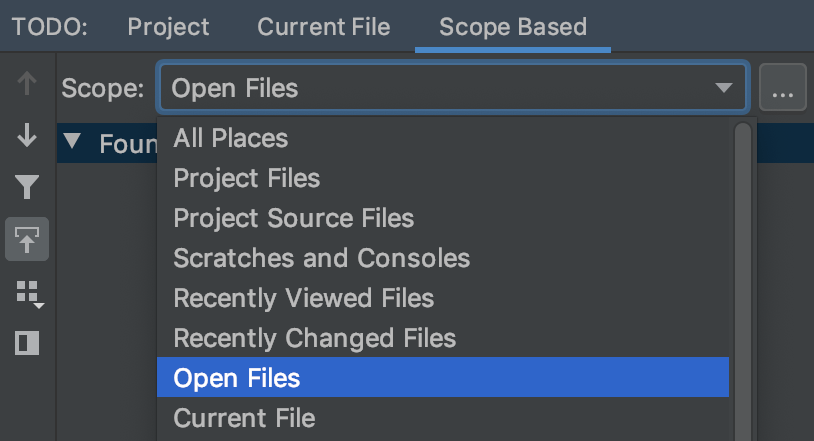 TODO: Project Current File Scope Based
Scope: Open Files ...
All Places
Project Files
Project Source Files
Scratches and Consoles
Recently Viewed Files
Recently Changed Files
Open Files
Current File